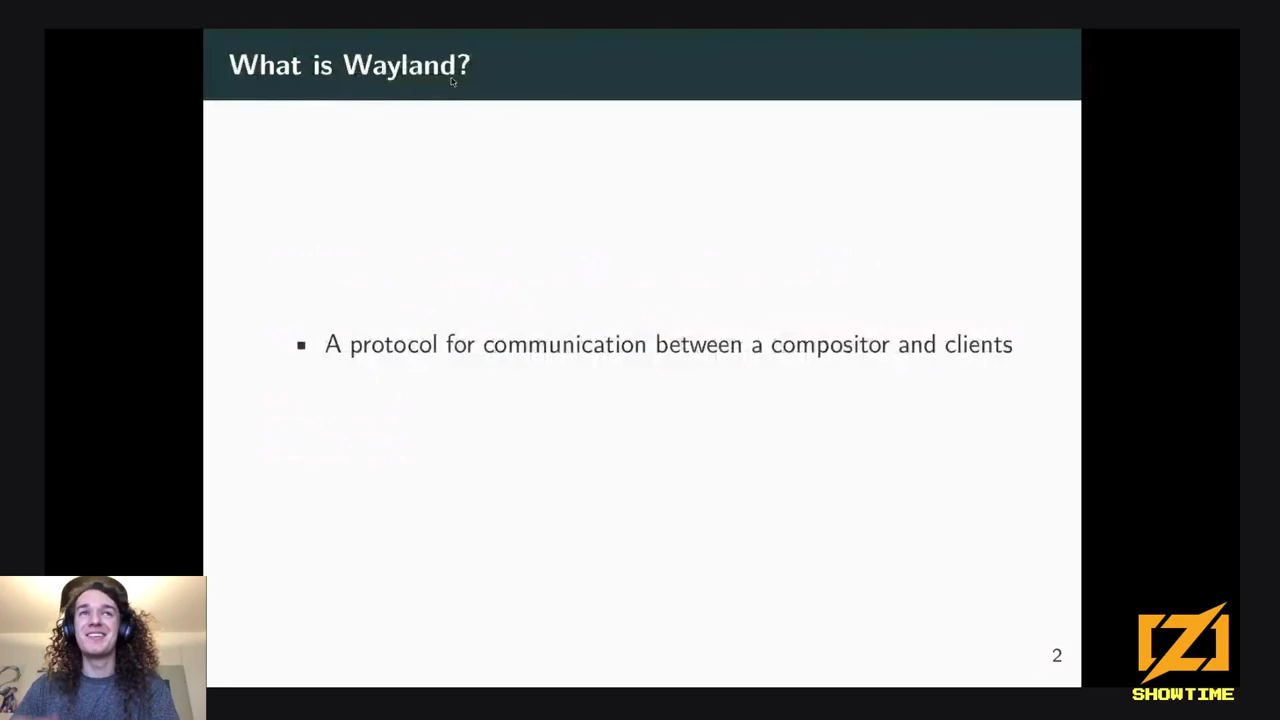 What is Wayland?
▪ A protocol for communication between a compositor and clients
2
Z
SHOWTIME